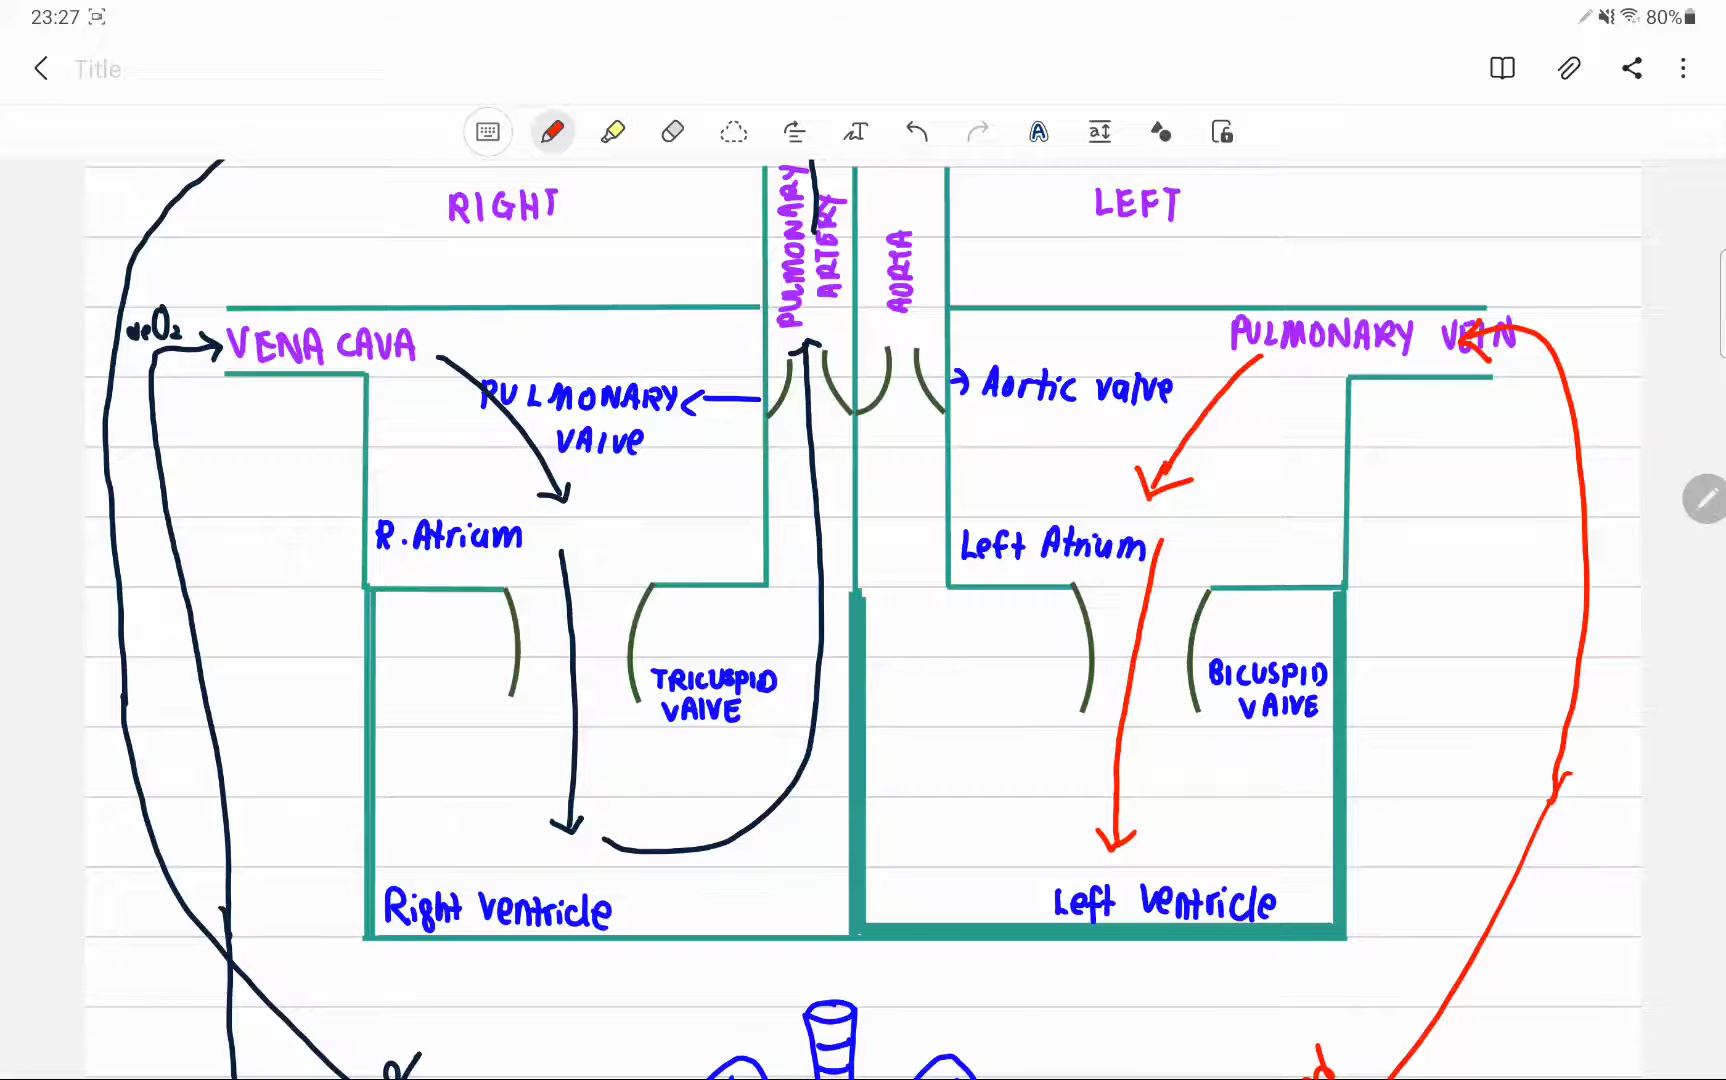 23:27
80%
Title
RIGHT
LEFT
PULMONARY
ARTERY
AORTA
deO₂
VENA CAVA
PULMONARY VEIN
PULMONARY
VAlve
Aortic valve
R. Atrium
Left Atrium
TRICUSPID
VAlVE
BICUSPID
VAlVE
Right ventricle
Left ventricle